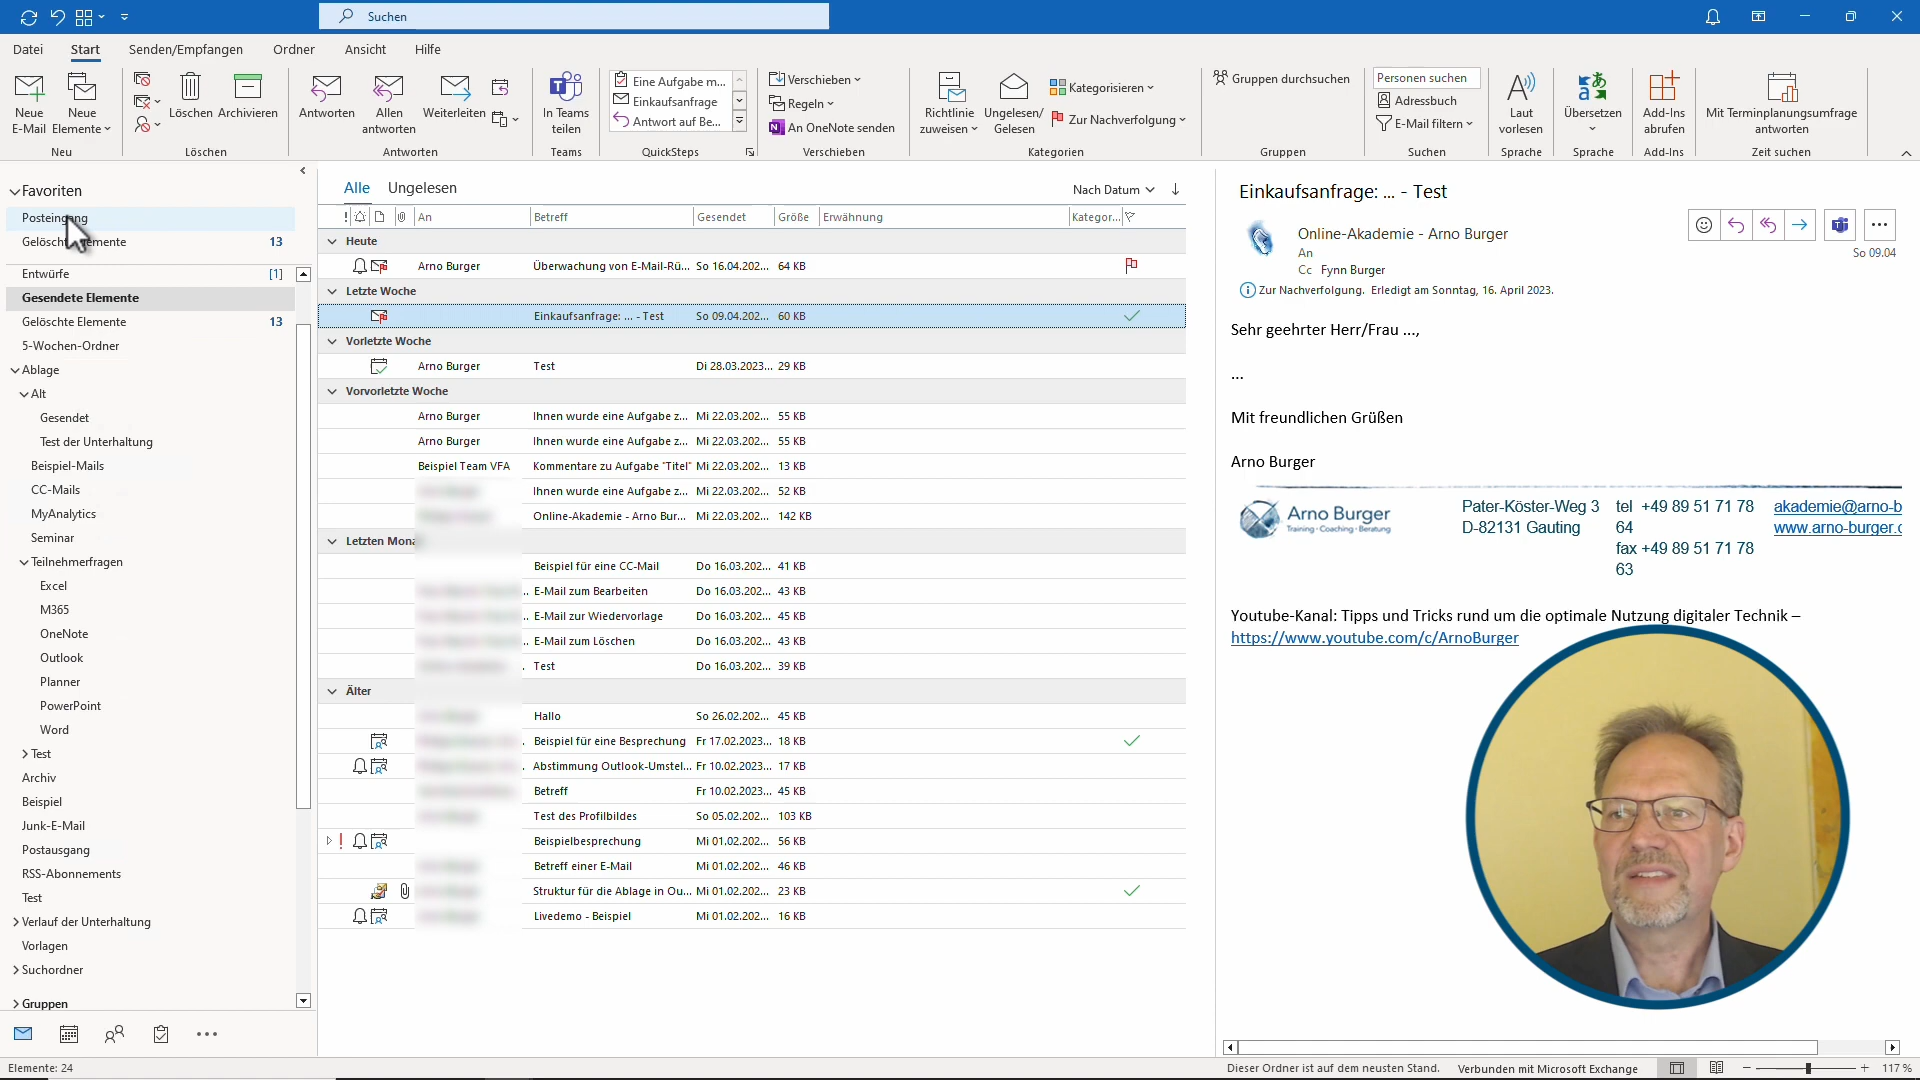 Suchen
Datei Start Senden/Empfangen Ordner Ansicht Hilfe
Neue E-Mail
Neue Elemente
Neu
Löschen
Archivieren
Löschen
Antworten
Allen antworten
Weiterleiten
Antworten
In Teams teilen
Teams
Eine Aufgabe m...
Einkaufsanfrage
Antwort auf Be...
QuickSteps
Verschieben
Regeln
An OneNote senden
Verschieben
Richtlinie zuweisen
Ungelesen/ Gelesen
Kategorisieren
Zur Nachverfolgung
Kategorien
Gruppen durchsuchen
Gruppen
Personen suchen
Adressbuch
E-Mail filtern
Suchen
Laut vorlesen
Sprache
Übersetzen
Sprache
Add-Ins abrufen
Add-Ins
Mit Terminplanungsumfrage antworten
Zeit suchen
Favoriten
Posteingang
Gelöschte Elemente 13
Entwürfe [1]
Gesendete Elemente
Gelöschte Elemente 13
5-Wochen-Ordner
Ablage
Alt
Gesendet
Test der Unterhaltung
Beispiel-Mails
CC-Mails
MyAnalytics
Seminar
Teilnehmerfragen
Excel
M365
OneNote
Outlook
Planner
PowerPoint
Word
Test
Archiv
Beispiel
Junk-E-Mail
Postausgang
RSS-Abonnements
Test
Verlauf der Unterhaltung
Vorlagen
Suchordner
Gruppen
Alle Ungelesen Nach Datum
! An Betreff Gesendet Größe Erwähnung Kategor...
Heute
Arno Burger Überwachung von E-Mail-Rü... So 16.04.202... 64 KB
Letzte Woche
Einkaufsanfrage: ... - Test So 09.04.202... 60 KB
Vorletzte Woche
Arno Burger Test Di 28.03.2023... 29 KB
Vorvorletzte Woche
Arno Burger Ihnen wurde eine Aufgabe z... Mi 22.03.202... 55 KB
Arno Burger Ihnen wurde eine Aufgabe z... Mi 22.03.202... 55 KB
Beispiel Team VFA Kommentare zu Aufgabe "Titel" Mi 22.03.202... 13 KB
Ihnen wurde eine Aufgabe z... Mi 22.03.202... 52 KB
Online-Akademie - Arno Bur... Mi 22.03.202... 142 KB
Letzten Mona
Beispiel für eine CC-Mail Do 16.03.202... 41 KB
E-Mail zum Bearbeiten Do 16.03.202... 43 KB
E-Mail zur Wiedervorlage Do 16.03.202... 45 KB
E-Mail zum Löschen Do 16.03.202... 43 KB
Test Do 16.03.202... 39 KB
Älter
Hallo So 26.02.202... 45 KB
Beispiel für eine Besprechung Fr 17.02.2023... 18 KB
Abstimmung Outlook-Umstel... Fr 10.02.2023... 17 KB
Betreff Fr 10.02.2023... 45 KB
Test des Profilbildes So 05.02.202... 103 KB
! Beispielbesprechung Mi 01.02.202... 56 KB
Betreff einer E-Mail Mi 01.02.202... 46 KB
Struktur für die Ablage in Ou... Mi 01.02.202... 23 KB
Livedemo - Beispiel Mi 01.02.202... 16 KB
Einkaufsanfrage: ... - Test
Online-Akademie - Arno Burger
An
Cc Fynn Burger
So 09.04
Zur Nachverfolgung. Erledigt am Sonntag, 16. April 2023.
Sehr geehrter Herr/Frau ...,
...
Mit freundlichen Grüßen
Arno Burger
Arno Burger
Training · Coaching · Beratung
Pater-Köster-Weg 3
D-82131 Gauting
tel +49 89 51 71 78
64
fax +49 89 51 71 78
63
akademie@arno-b
www.arno-burger.c
Youtube-Kanal: Tipps und Tricks rund um die optimale Nutzung digitaler Technik –
https://www.youtube.com/c/ArnoBurger
Elemente: 24 Dieser Ordner ist auf dem neusten Stand. Verbunden mit Microsoft Exchange 117 %